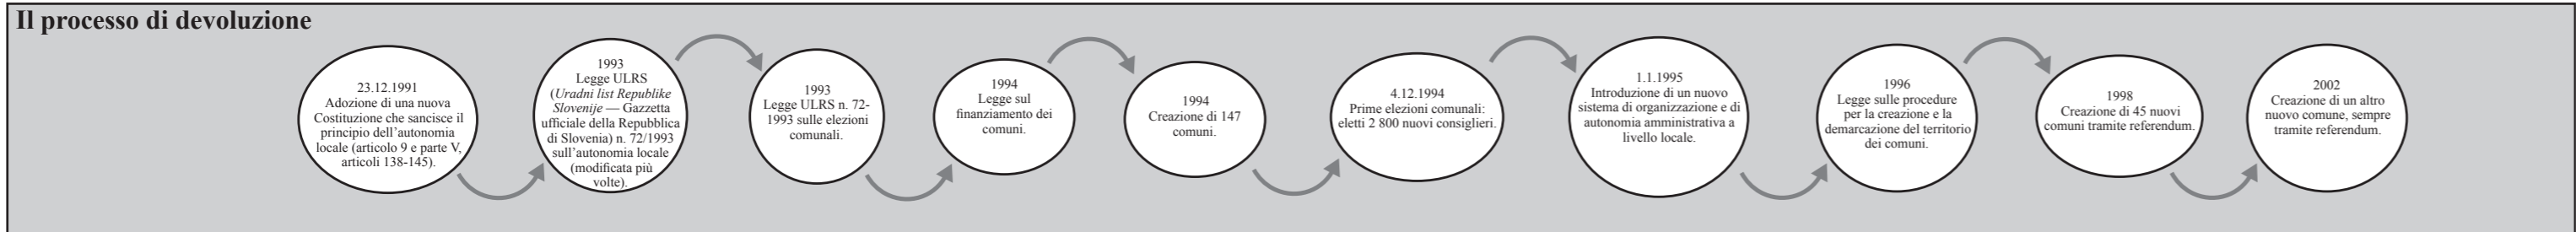 Il processo di devoluzione
23.12.1991
Adozione di una nuova
Costituzione che sancisce il
principio dell'autonomia
locale (articolo 9 e parte V,
articoli 138-145).
1993
Legge ULRS
(Uradni list Republike
Slovenije — Gazzetta
ufficiale della Repubblica
di Slovenia) n. 72/1993
sull'autonomia locale
(modificata più
volte).
1993
Legge ULRS n. 72-
1993 sulle elezioni
comunali.
1994
Legge sul
finanziamento dei
comuni.
1994
Creazione di 147
comuni.
4.12.1994
Prime elezioni comunali:
eletti 2 800 nuovi consiglieri.
1.1.1995
Introduzione di un nuovo
sistema di organizzazione e di
autonomia amministrativa a
livello locale.
1996
Legge sulle procedure
per la creazione e la
demarcazione del territorio
dei comuni.
1998
Creazione di 45 nuovi
comuni tramite referendum.
2002
Creazione di un altro
nuovo comune, sempre
tramite referendum.